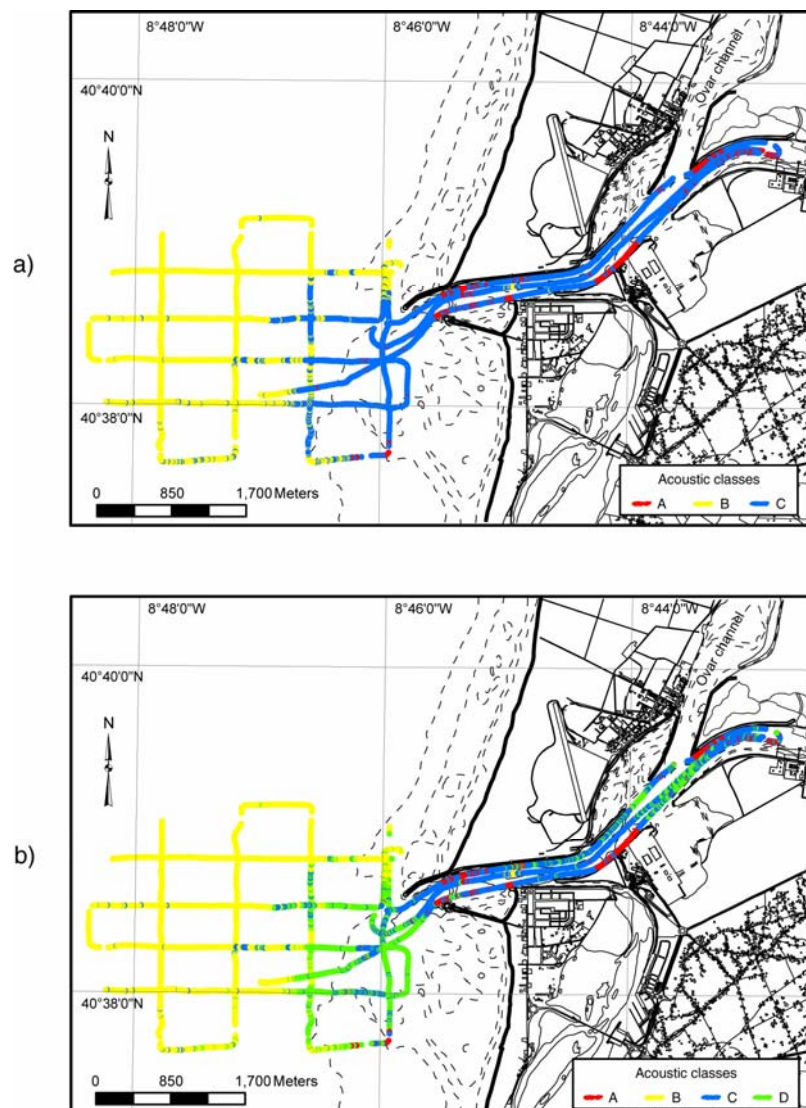 a)
8°48'0"W 8°46'0"W 8°44'0"W
40°40'0"N
N
Ovar channel
40°38'0"N
0 850 1,700 Meters
Acoustic classes
A B C
b)
8°48'0"W 8°46'0"W 8°44'0"W
40°40'0"N
N
Ovar channel
40°38'0"N
0 850 1,700 Meters
Acoustic classes
A B C D